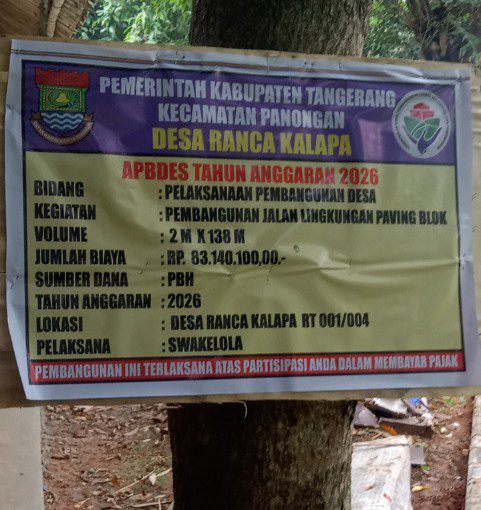 PEMERINTAH KABUPATEN TANGERANG
KECAMATAN PANONGAN
DESA RANCA KALAPA
APBDES TAHUN ANGGARAN 2026
BIDANG : PELAKSANAAN PEMBANGUNAN DESA
KEGIATAN : PEMBANGUNAN JALAN LINGKUNGAN PAVING BLOK
VOLUME : 2 M X 138 M
JUMLAH BIAYA : RP. 83.140.100,00.-
SUMBER DANA : PBH
TAHUN ANGGARAN : 2026
LOKASI : DESA RANCA KALAPA RT 001/004
PELAKSANA : SWAKELOLA
PEMBANGUNAN INI TERLAKSANA ATAS PARTISIPASI ANDA DALAM MEMBAYAR PAJAK